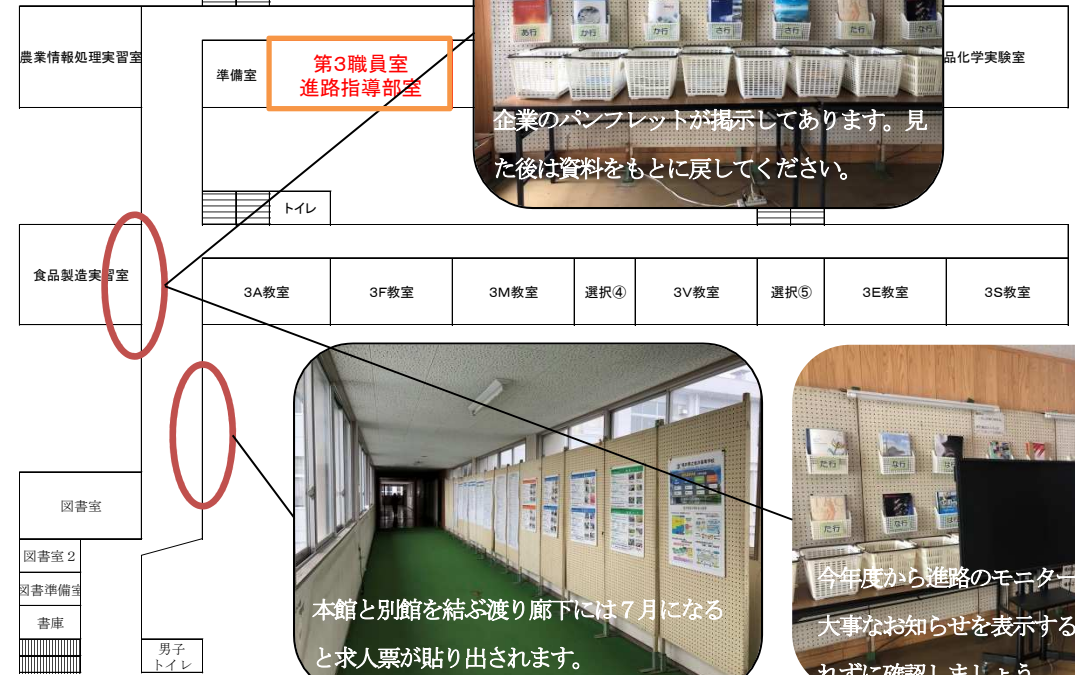 農業情報処理実習室
準備室
第3職員室
進路指導部室
品化学実験室
あ行
か行
か行
さ行
さ行
た行
な行
企業のパンフレットが掲示してあります。見
た後は資料をもとに戻してください。
トイレ
食品製造実習室
3A教室
3F教室
3M教室
選択④
3V教室
選択⑤
3E教室
3S教室
図書室
図書室２
図書準備室
書庫
男子
トイレ
本館と別館を結ぶ渡り廊下には７月になる
と求人票が貼り出されます。
た行
な行
た行
な行
今年度から進路のモニター
大事なお知らせを表示する
れずに確認しましょう